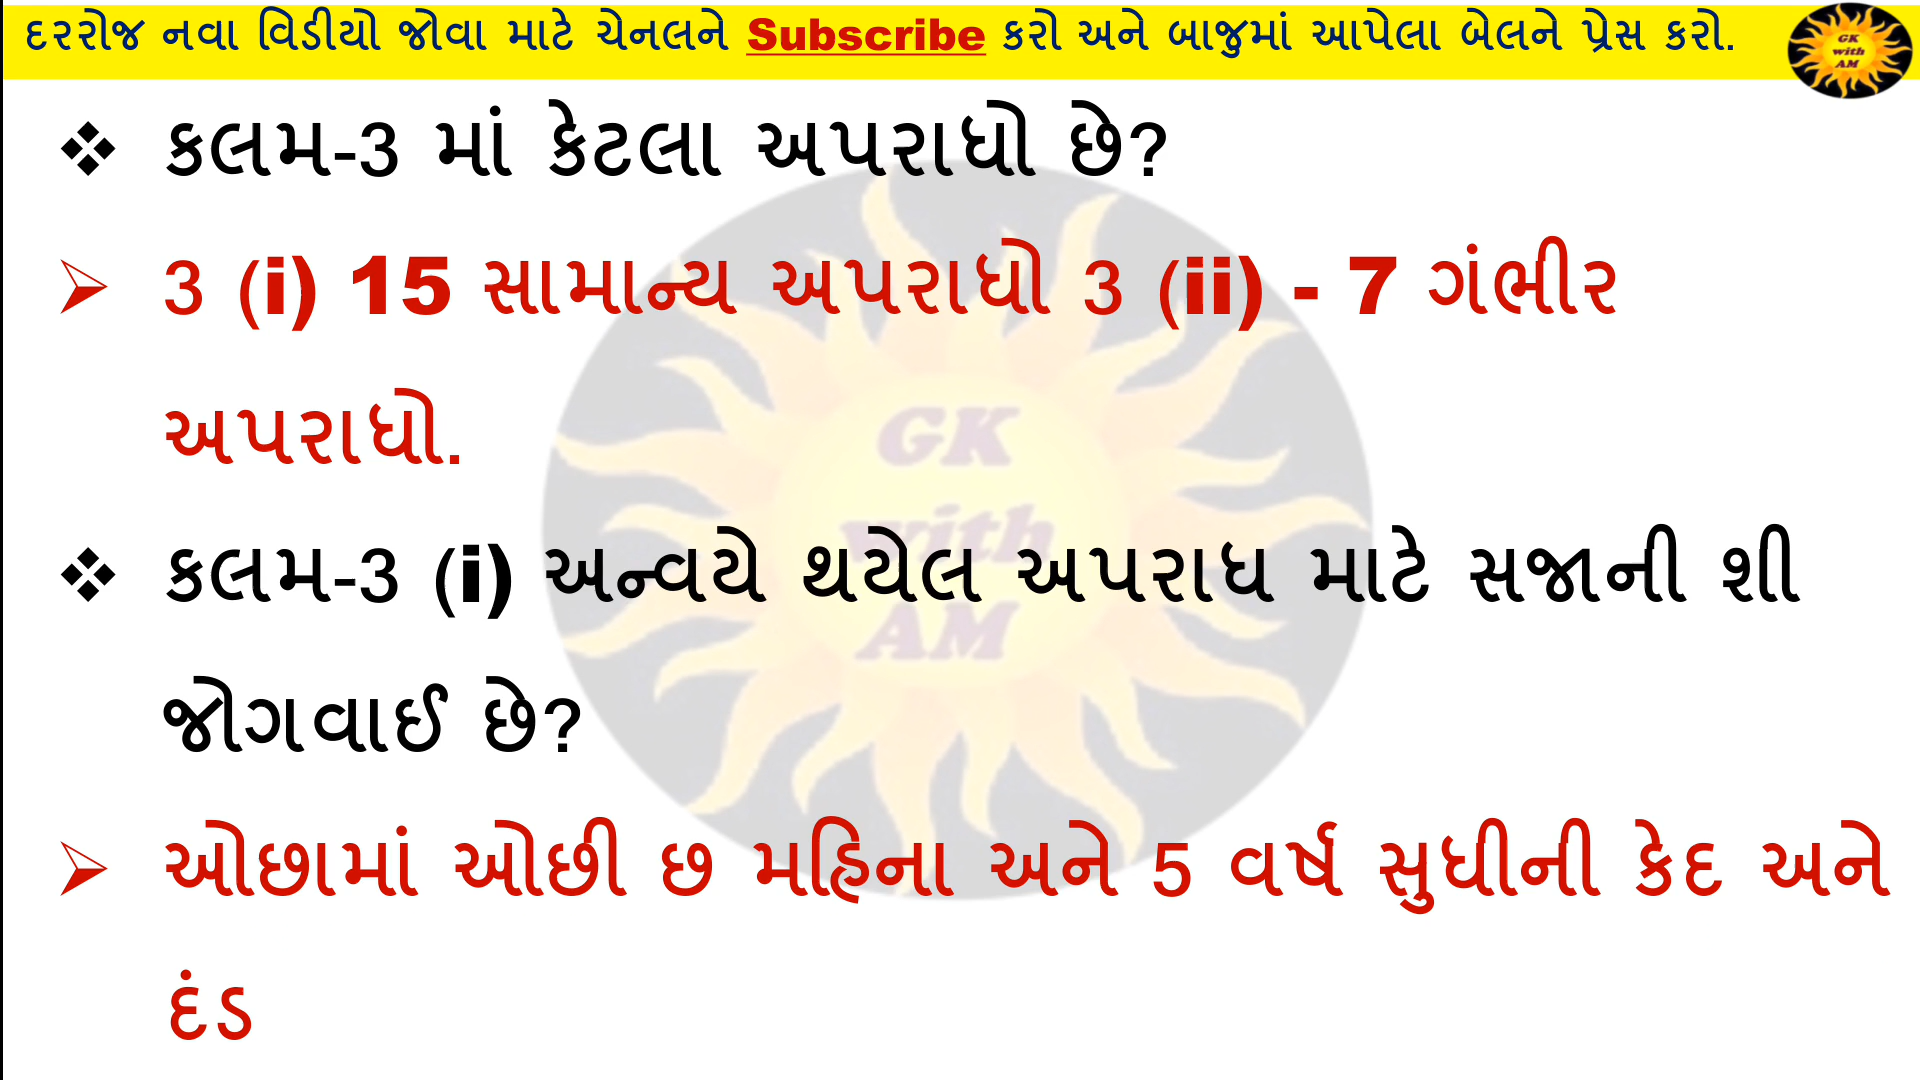 દરરોજ નવા વિડીયો જોવા માટે ચેનલને Subscribe કરો અને બાજુમાં આપેલા બેલને પ્રેસ કરો.
GK
with
AM
❖ કલમ-3 માં કેટલા અપરાધો છે?
➢ 3 (i) 15 સામાન્ય અપરાધો 3 (ii) - 7 ગંભીર
અપરાધો.
❖ કલમ-3 (i) અન્વયે થયેલ અપરાધ માટે સજાની શી
જોગવાઈ છે?
➢ ઓછામાં ઓછી છ મહિના અને 5 વર્ષ સુધીની કેદ અને
દંડ
GK
with
AM